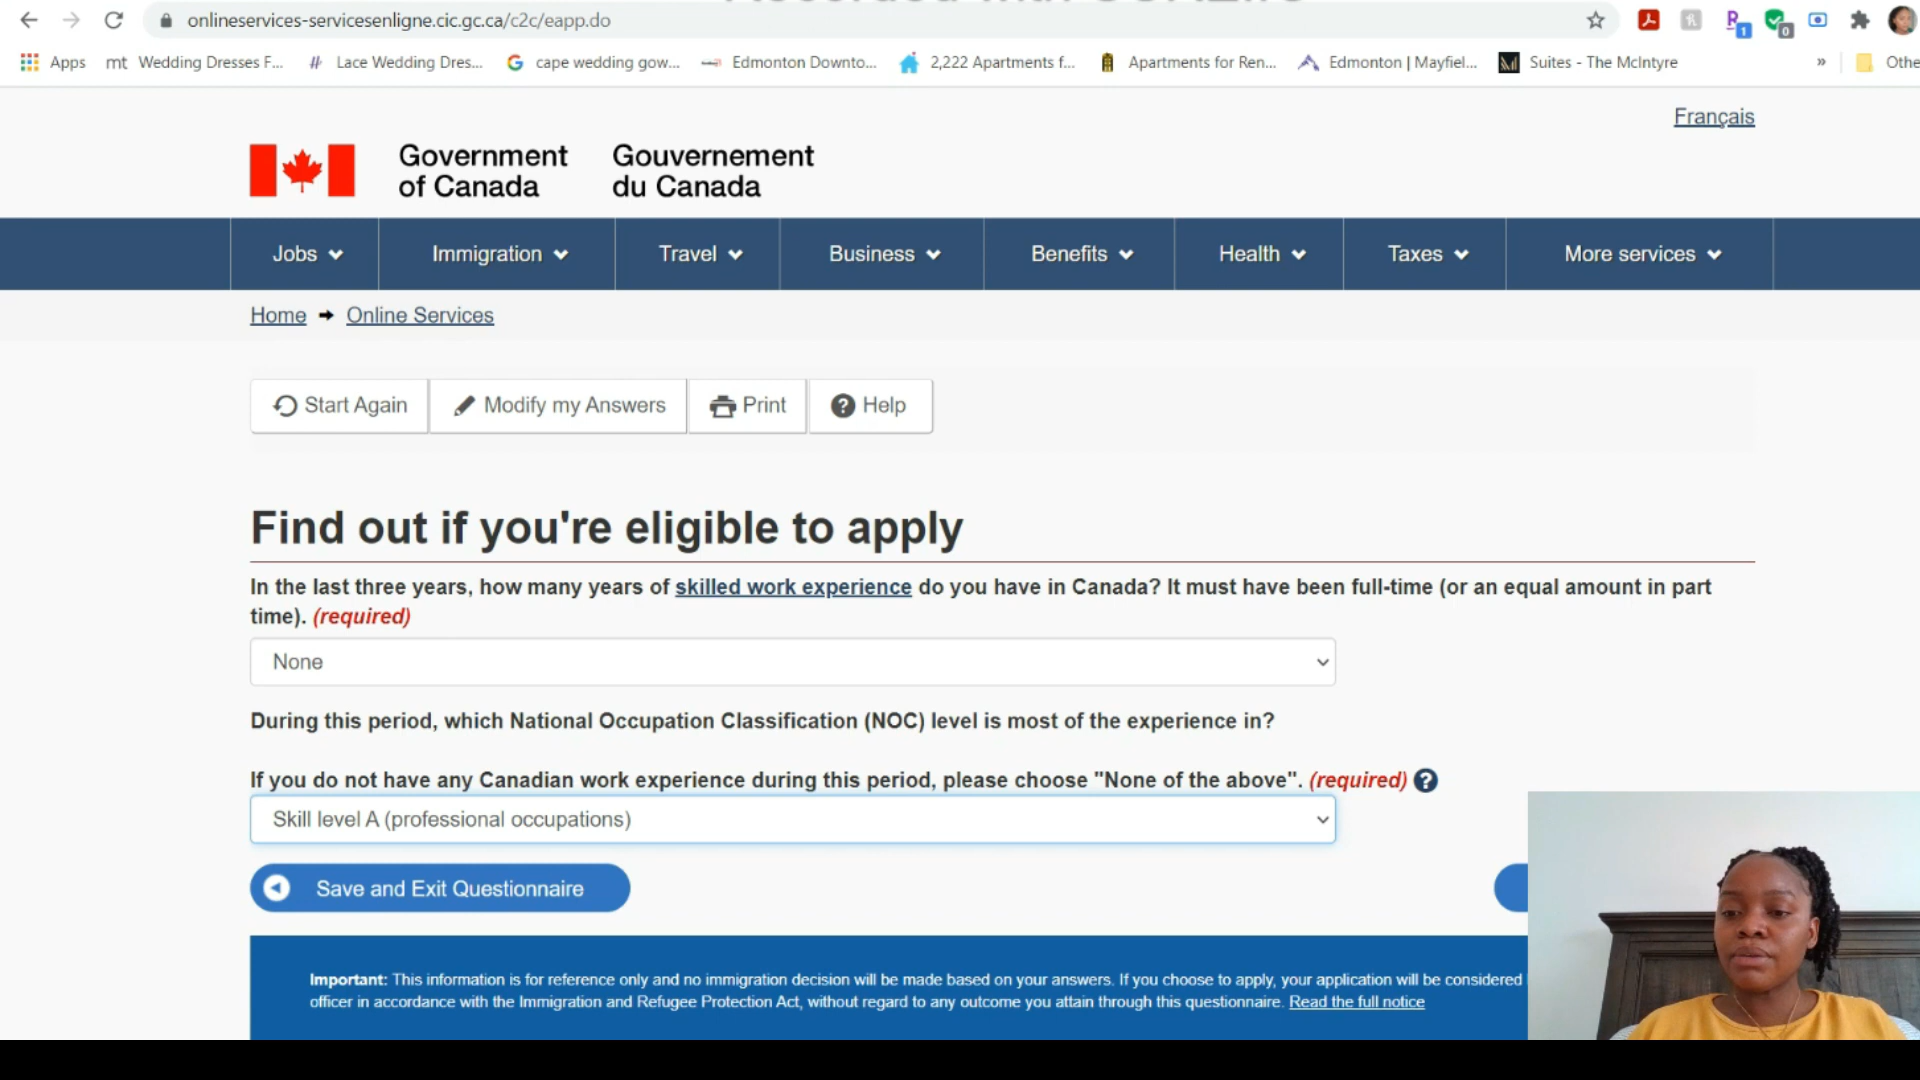 onlineservices-servicesenligne.cic.gc.ca/c2c/eapp.do
1
0
Apps
mt Wedding Dresses F...
Lace Wedding Dres...
cape wedding gow...
Edmonton Downto...
2,222 Apartments f...
Apartments for Ren...
Edmonton | Mayfiel...
Suites - The McIntyre
»
Othe
Français
Government
of Canada
Gouvernement
du Canada
Jobs
Immigration
Travel
Business
Benefits
Health
Taxes
More services
Home
Online Services
Start Again
Modify my Answers
Print
Help
Find out if you're eligible to apply
In the last three years, how many years of skilled work experience do you have in Canada? It must have been full-time (or an equal amount in part
time). (required)
None
During this period, which National Occupation Classification (NOC) level is most of the experience in?
If you do not have any Canadian work experience during this period, please choose "None of the above". (required)
Skill level A (professional occupations)
Save and Exit Questionnaire
Important: This information is for reference only and no immigration decision will be made based on your answers. If you choose to apply, your application will be considered
officer in accordance with the Immigration and Refugee Protection Act, without regard to any outcome you attain through this questionnaire. Read the full notice